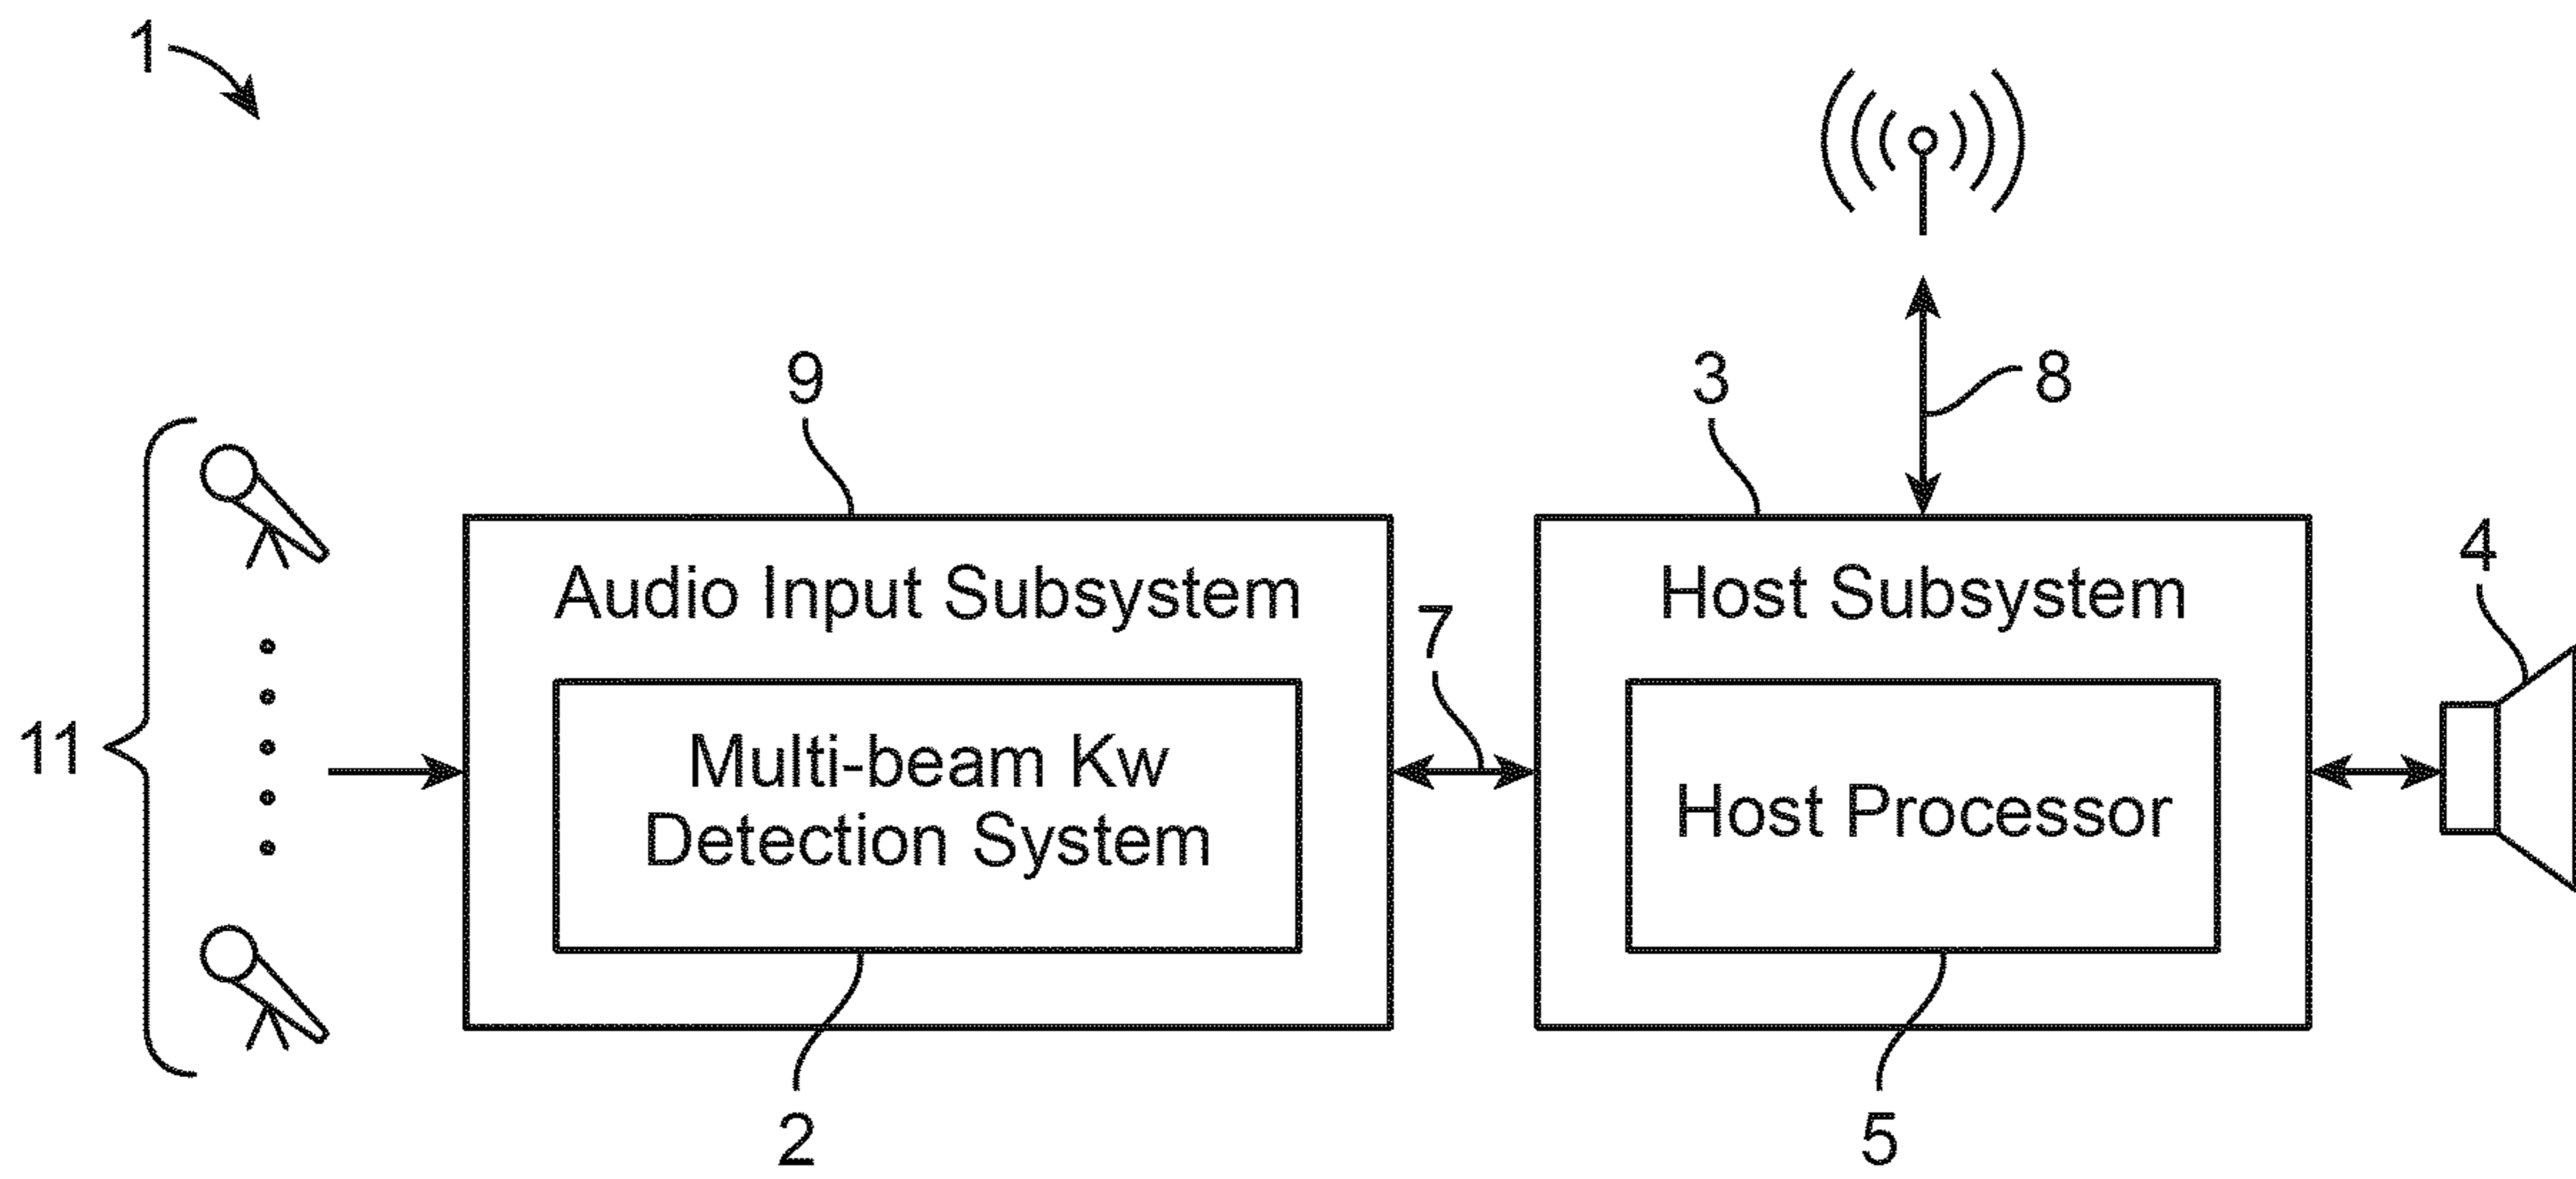 1
9
3
8
4
Audio Input Subsystem
Host Subsystem
7
11
Multi-beam Kw
Detection System
Host Processor
2
5